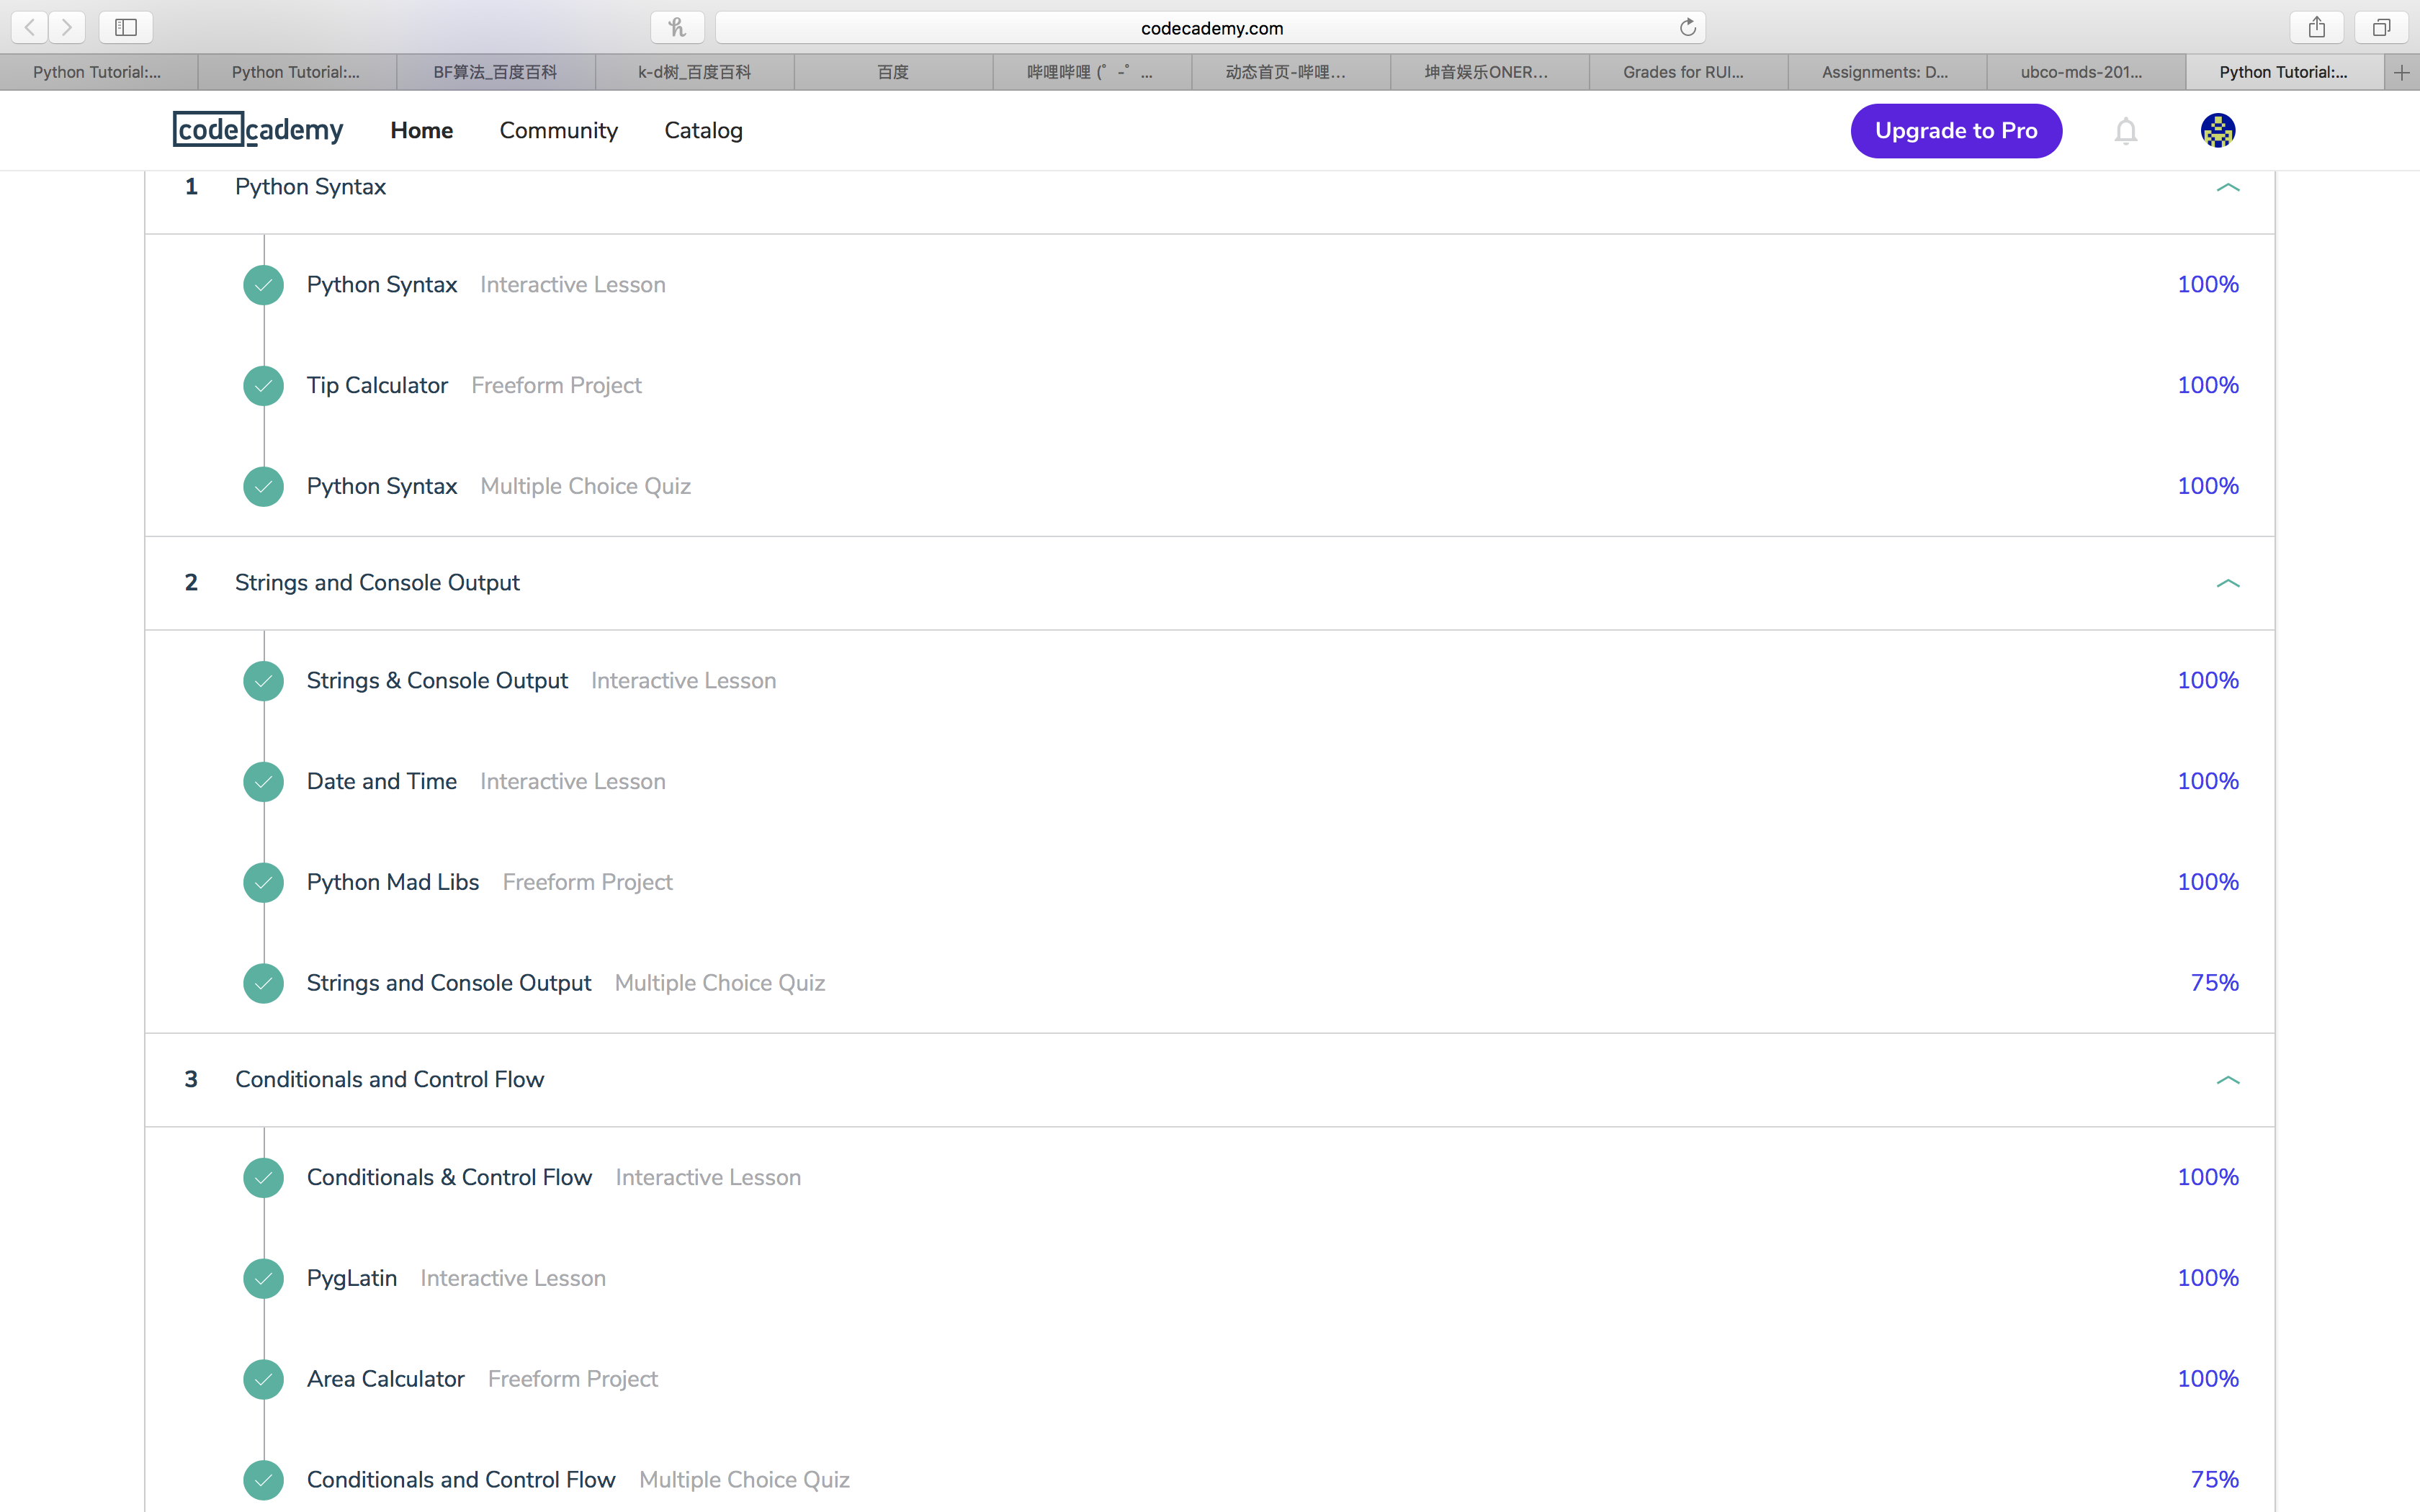 codecademy.com
Python Tutorial:...
Python Tutorial:...
BF算法_百度百科
k-d树_百度百科
百度
哔哩哔哩 (゜-゜...
动态首页-哔哩...
坤音娱乐ONER...
Grades for RUI...
Assignments: D...
ubco-mds-201...
Python Tutorial:...
codecademy
Home
Community
Catalog
Upgrade to Pro
1 Python Syntax
Python Syntax Interactive Lesson 100%
Tip Calculator Freeform Project 100%
Python Syntax Multiple Choice Quiz 100%
2 Strings and Console Output
Strings & Console Output Interactive Lesson 100%
Date and Time Interactive Lesson 100%
Python Mad Libs Freeform Project 100%
Strings and Console Output Multiple Choice Quiz 75%
3 Conditionals and Control Flow
Conditionals & Control Flow Interactive Lesson 100%
PygLatin Interactive Lesson 100%
Area Calculator Freeform Project 100%
Conditionals and Control Flow Multiple Choice Quiz 75%